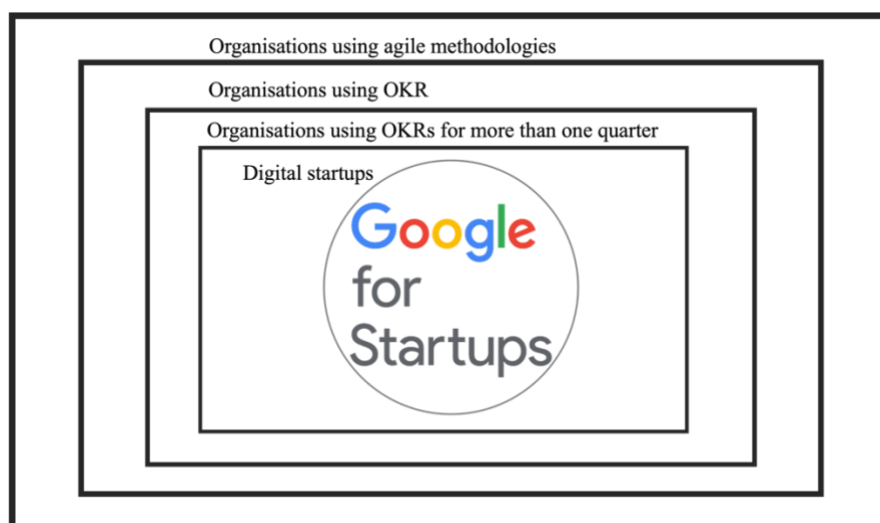 Organisations using agile methodologies
Organisations using OKR
Organisations using OKRs for more than one quarter
Digital startups
Google
for
Startups